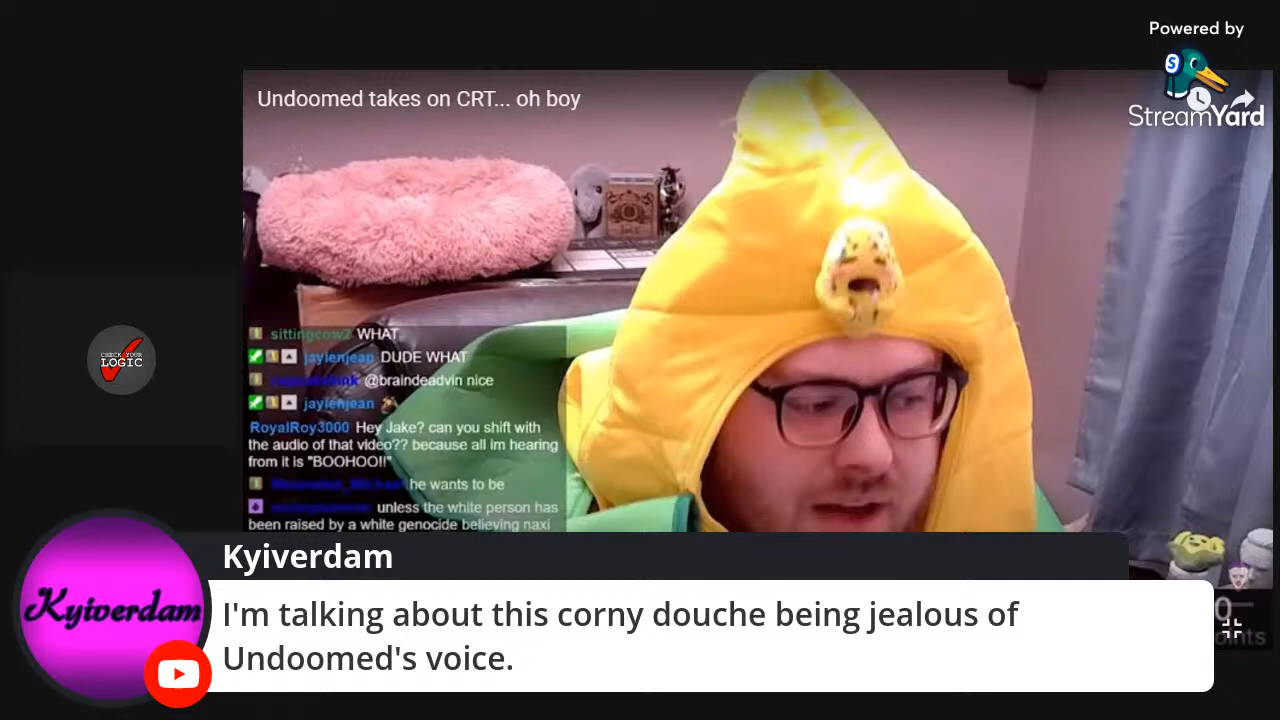 Powered by
StreamYard
Undoomed takes on CRT... oh boy
CHECK YOUR
LOGIC
sittingcow2 WHAT
jaylenjean DUDE WHAT
@braindeadvin nice
jaylenjean
RoyalRoy3000 Hey Jake? can you shift with
the audio of that video?? because all im hearing
from it is "BOOHOO!!"
he wants to be
unless the white person has
been raised by a white genocide believing naxi
Kyiverdam
Kyiverdam
I'm talking about this corny douche being jealous of
Undoomed's voice.